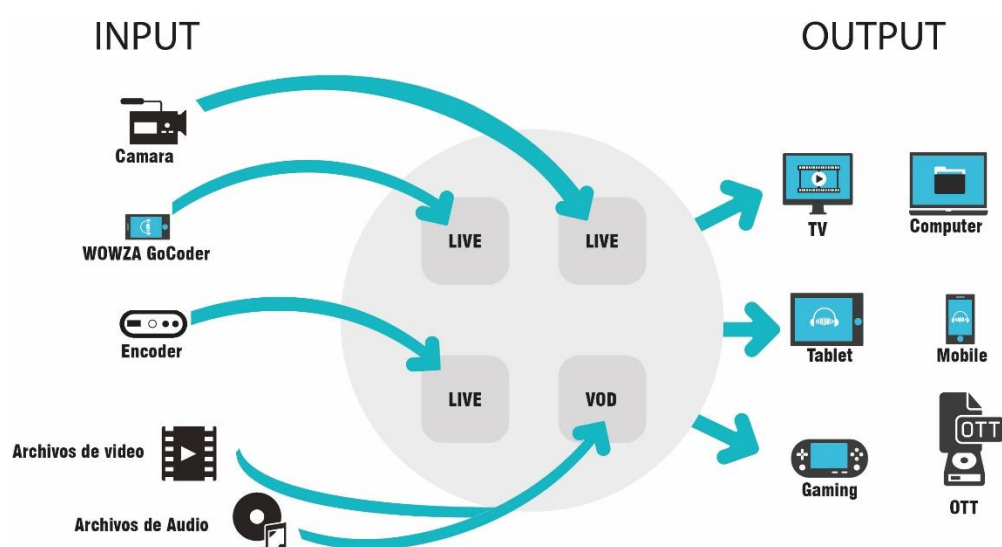 INPUT
OUTPUT
Camara
WOWZA GoCoder
Encoder
Archivos de video
Archivos de Audio
LIVE
LIVE
LIVE
VOD
TV
Computer
Tablet
Mobile
Gaming
OTT
OTT